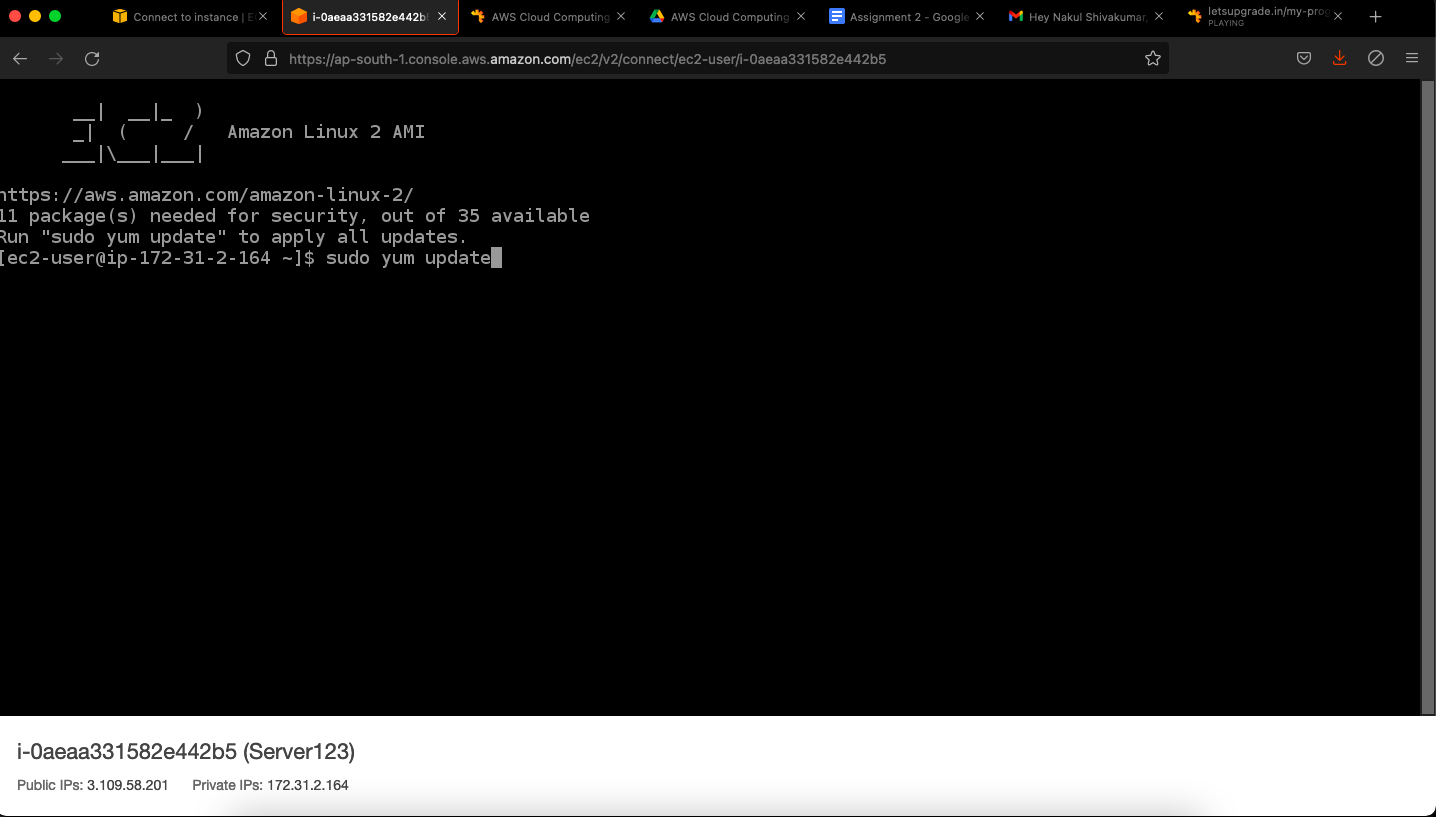 Connect to instance | E
i-0aeaa331582e442b5
AWS Cloud Computing
AWS Cloud Computing
Assignment 2 - Google
Hey Nakul Shivakumar,
letsupgrade.in/my-prog
PLAYING
https://ap-south-1.console.aws.amazon.com/ec2/v2/connect/ec2-user/i-0aeaa331582e442b5
__|  __|_  )
_|  (     /   Amazon Linux 2 AMI
___|\___|___|
https://aws.amazon.com/amazon-linux-2/
11 package(s) needed for security, out of 35 available
Run "sudo yum update" to apply all updates.
[ec2-user@ip-172-31-2-164 ~]$ sudo yum update
i-0aeaa331582e442b5 (Server123)
Public IPs: 3.109.58.201 Private IPs: 172.31.2.164